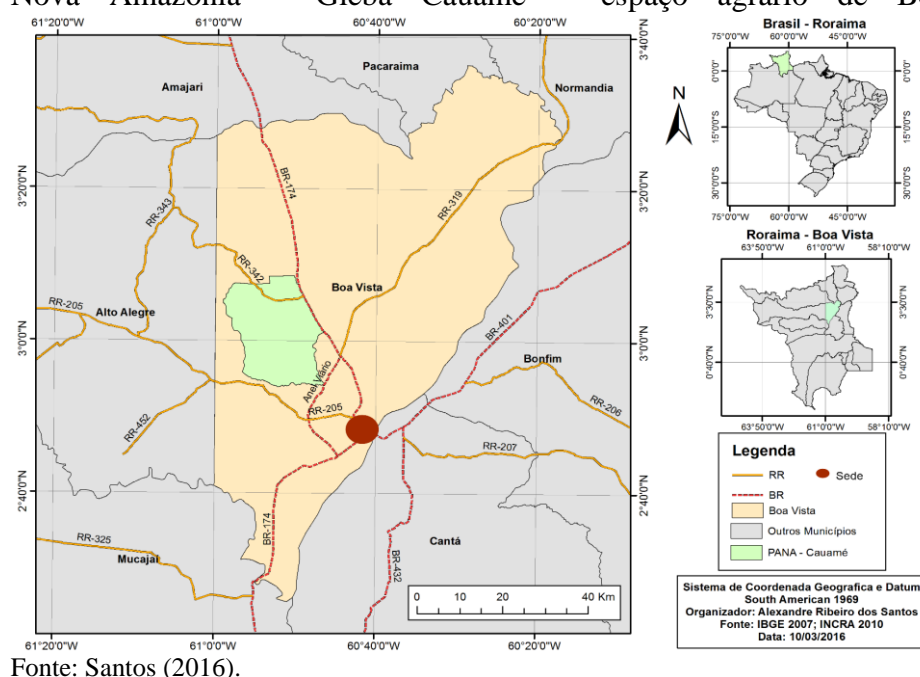 Nova Amazônia – Gleba Cauamé – espaço agrário de
61°20'0"W 61°0'0"W 60°40'0"W 60°20'0"W
3°40'0"N
Pacaraima
Amajari
Normandia
BR-174
3°20'0"N 3°20'0"N
RR-343
RR-319
RR-342
Boa Vista
RR-205
Alto Alegre
BR-401
3°0'0"N 3°0'0"N
Bonfim
Anel Viário
RR-205
RR-206
RR-452
RR-207
2°40'0"N 2°40'0"N
BR-174
RR-325
Cantá
Mucajaí
BR-432
0 10 20 40 Km
61°20'0"W 61°0'0"W 60°40'0"W 60°20'0"W
Brasil - Roraima
75°0'0"W 60°0'0"W 45°0'0"W
0°0'0" 0°0'0"
15°0'0"S 15°0'0"S
30°0'0"S 30°0'0"S
75°0'0"W 60°0'0"W 45°0'0"W
N
Roraima - Boa Vista
63°50'0"W 61°0'0"W 58°10'0"W
3°30'0"N 3°30'0"N
0°40'0"N 0°40'0"N
63°50'0"W 61°0'0"W 58°10'0"W
Legenda
RR Sede
BR
Boa Vista
Outros Municípios
PANA - Cauamé
Sistema de Coordenada Geografica e Datum
South American 1969
Organizador: Alexandre Ribeiro dos Santos
Fonte: IBGE 2007; INCRA 2010
Data: 10/03/2016
Fonte: Santos (2016).